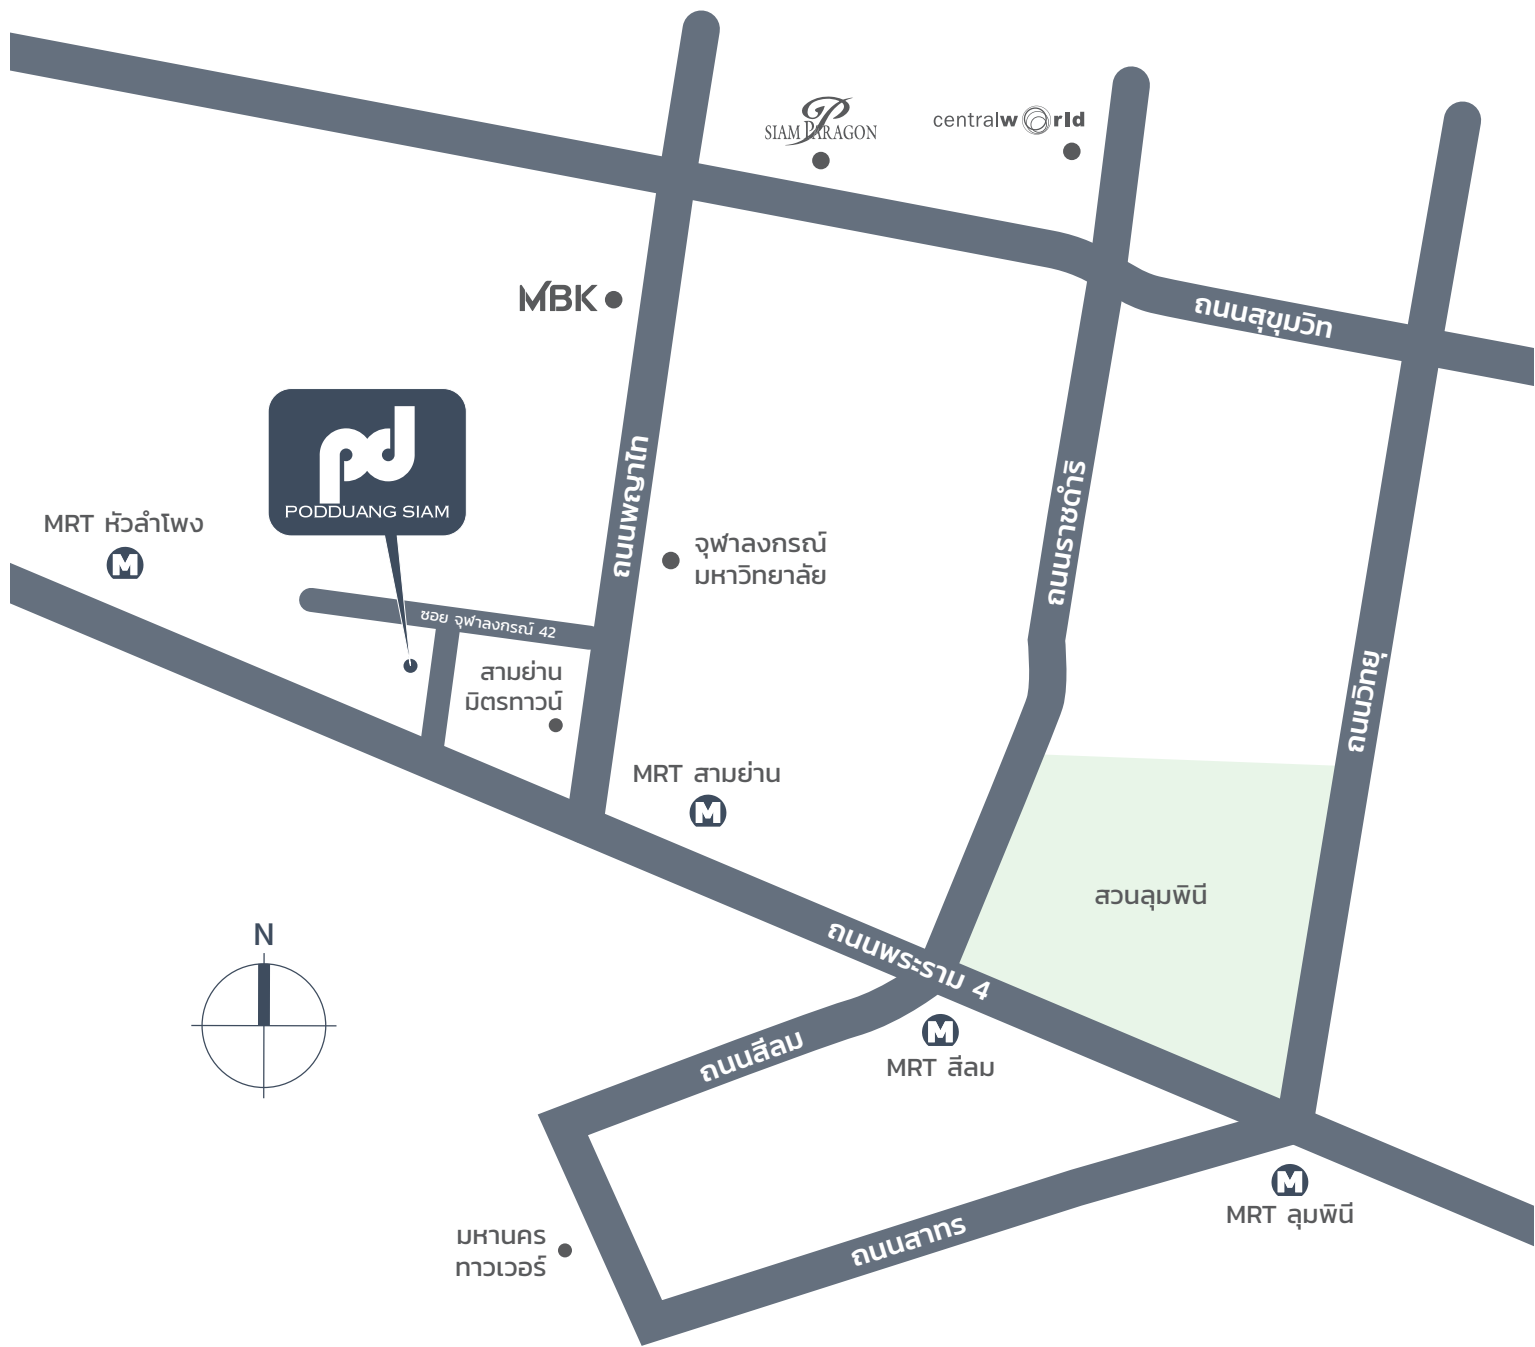 SIAM PARAGON
centralworld
MBK
ถนนสุขุมวิท
PODDUANG SIAM
ถนนพญาไท
ถนนราชดำริ
MRT หัวลำโพง
M
จุฬาลงกรณ์
มหาวิทยาลัย
ซอย จุฬาลงกรณ์ 42
สามย่าน
มิตรทาวน์
ถนนวิทยุ
MRT สามย่าน
M
สวนลุมพินี
N
ถนนพระราม 4
ถนนสีลม
M
MRT สีลม
M
MRT ลุมพินี
มหานคร
ทาวเวอร์
ถนนสาทร